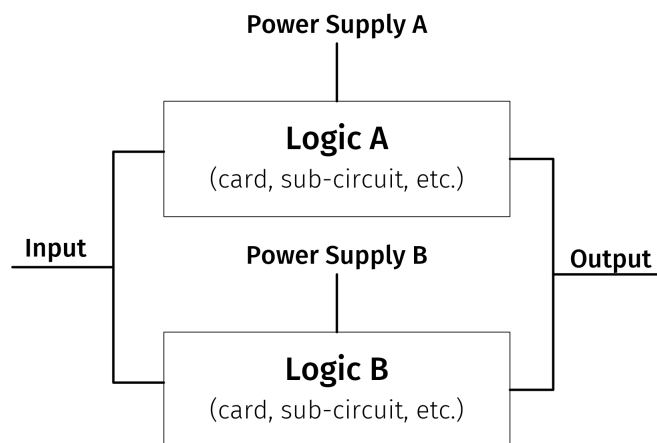 Power Supply A
Logic A
(card, sub-circuit, etc.)
Input
Power Supply B
Output
Logic B
(card, sub-circuit, etc.)